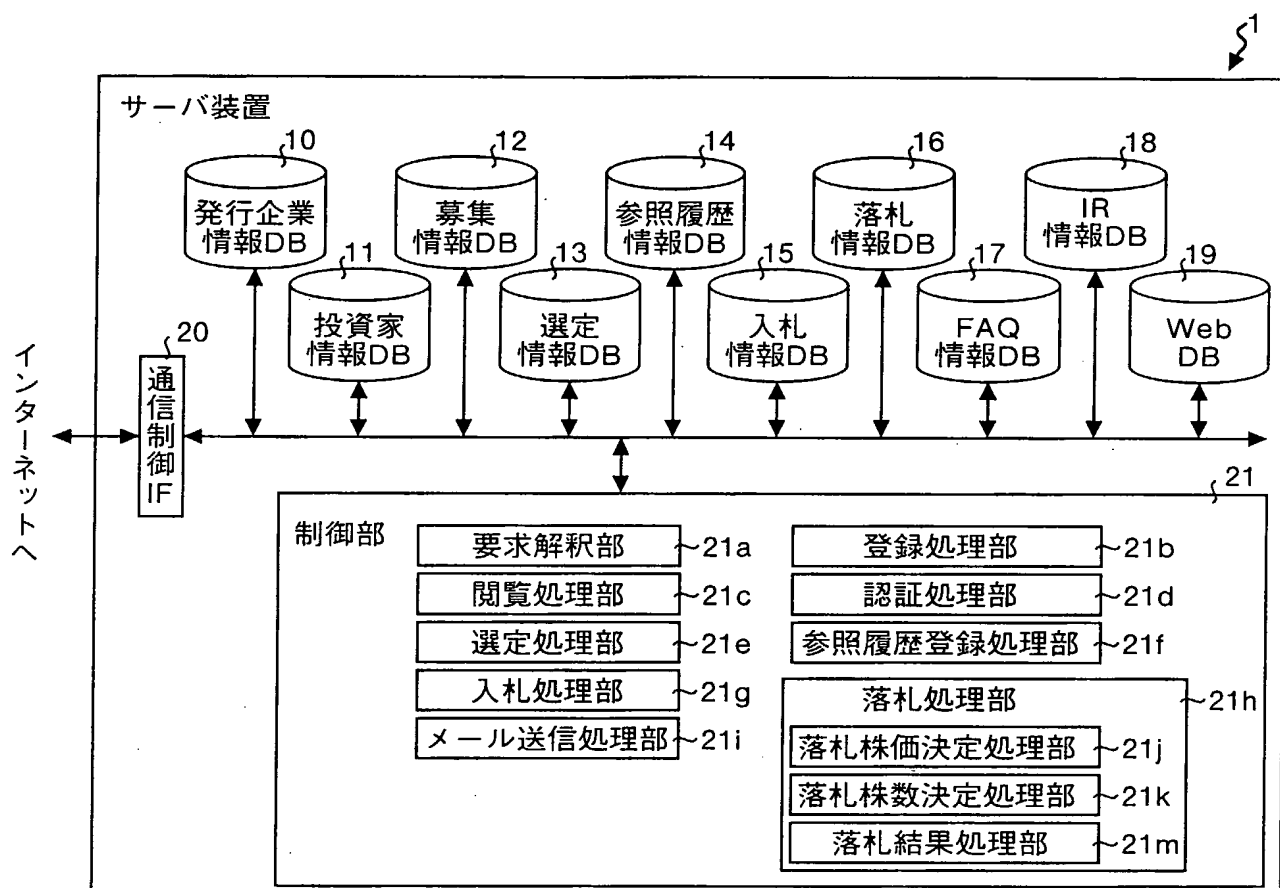 1
サーバ装置
10
発行企業
情報DB
12
募集
情報DB
14
参照履歴
情報DB
16
落札
情報DB
18
IR
情報DB
11
投資家
情報DB
13
選定
情報DB
15
入札
情報DB
17
FAQ
情報DB
19
Web
DB
インターネットへ
20
通信制御IF
21
制御部
要求解釈部
21a
登録処理部
21b
閲覧処理部
21c
認証処理部
21d
選定処理部
21e
参照履歴登録処理部
21f
入札処理部
21g
落札処理部
21h
メール送信処理部
21i
落札株価決定処理部
21j
落札株数決定処理部
21k
落札結果処理部
21m